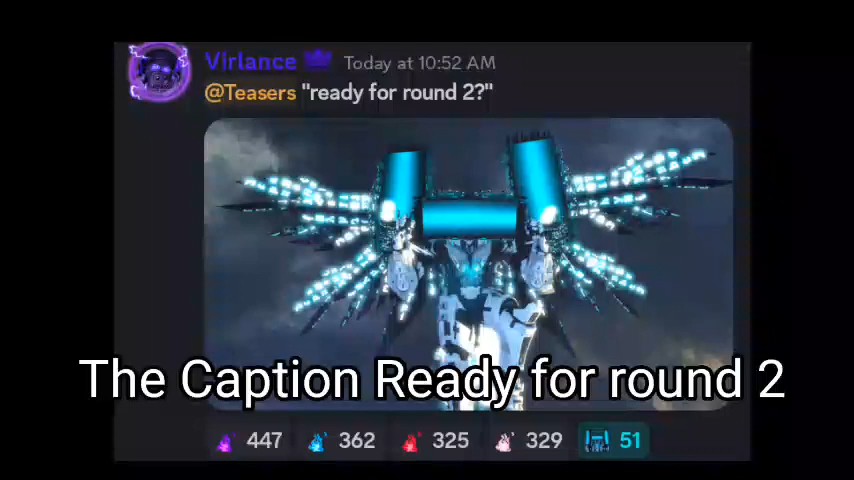 Virlance Today at 10:52 AM
@Teasers "ready for round 2?"
The Caption Ready for round 2
447 362 325 329 51